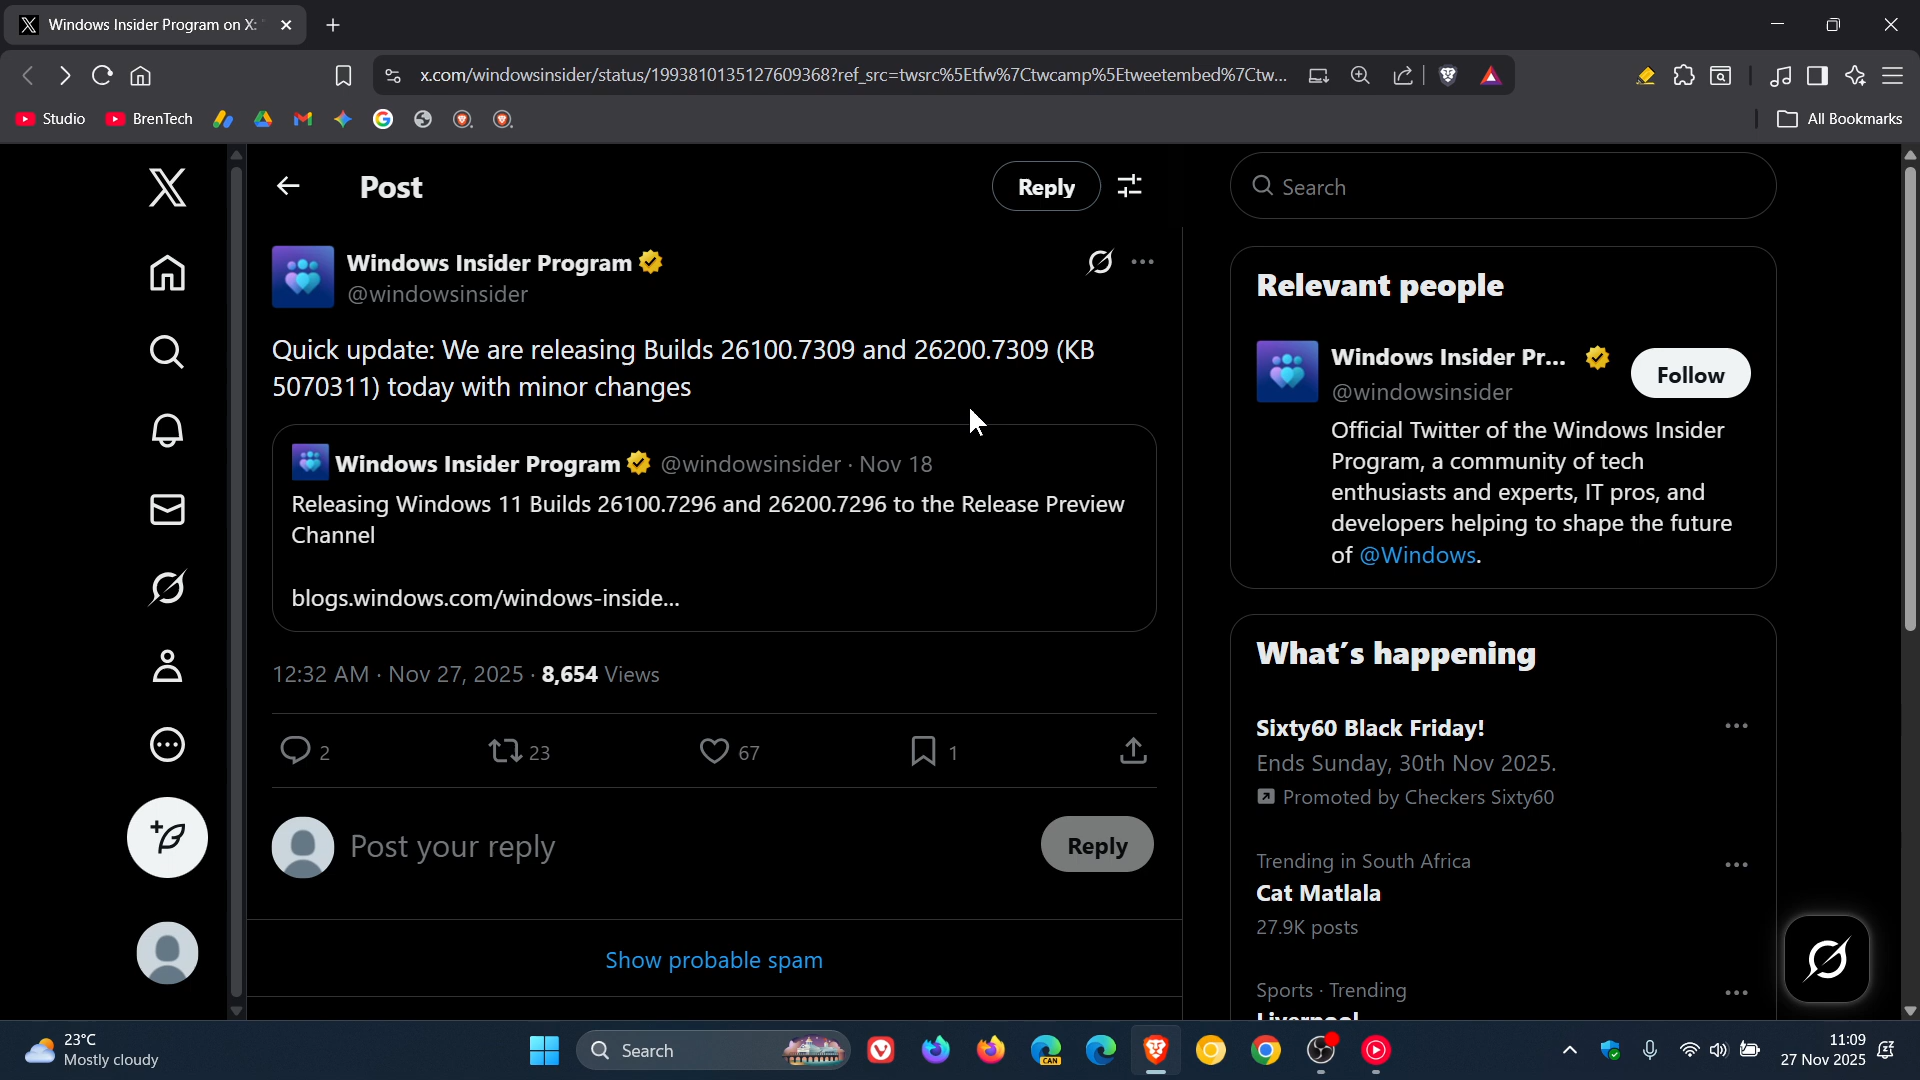 Windows Insider Program on X:
x.com/windowsinsider/status/1993810135127609368?ref_src=twsrc%5Etfw%7Ctwcamp%5Etweetembed%7Ctw...
Studio
BrenTech
All Bookmarks
Post
Reply
Search
Windows Insider Program
@windowsinsider
Quick update: We are releasing Builds 26100.7309 and 26200.7309 (KB
5070311) today with minor changes
Windows Insider Program @windowsinsider · Nov 18
Releasing Windows 11 Builds 26100.7296 and 26200.7296 to the Release Preview
Channel
blogs.windows.com/windows-inside...
12:32 AM · Nov 27, 2025 · 8,654 Views
2 23 67 1
Post your reply
Reply
Show probable spam
Relevant people
Windows Insider Pr...
@windowsinsider
Follow
Official Twitter of the Windows Insider
Program, a community of tech
enthusiasts and experts, IT pros, and
developers helping to shape the future
of @Windows.
What's happening
Sixty60 Black Friday!
Ends Sunday, 30th Nov 2025.
Promoted by Checkers Sixty60
Trending in South Africa
Cat Matlala
27.9K posts
Sports · Trending
Liverpool
23°C
Mostly cloudy
Search
CAN
11:09
27 Nov 2025